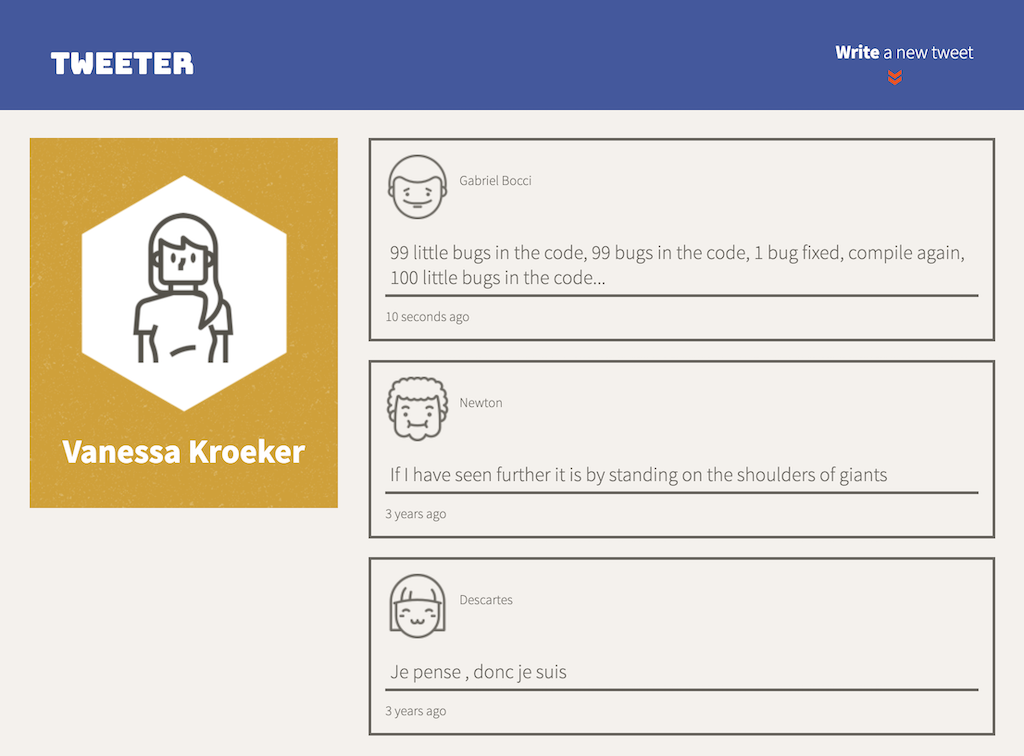 TWEETER
Write a new tweet
Vanessa Kroeker
Gabriel Bocci
99 little bugs in the code, 99 bugs in the code, 1 bug fixed, compile again,
100 little bugs in the code...
10 seconds ago
Newton
If I have seen further it is by standing on the shoulders of giants
3 years ago
Descartes
Je pense , donc je suis
3 years ago